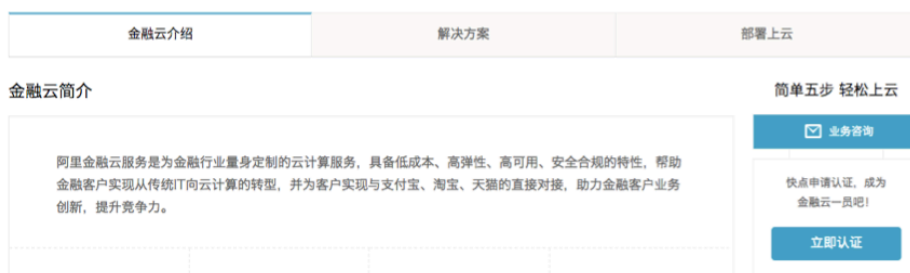 金融云介绍
解决方案
部署上云
金融云简介
阿里金融云服务是为金融行业量身定制的云计算服务，具备低成本、高弹性、高可用、安全合规的特性，帮助
金融客户实现从传统IT向云计算的转型，并为客户实现与支付宝、淘宝、天猫的直接对接，助力金融客户业务
创新，提升竞争力。
简单五步 轻松上云
业务咨询
快点申请认证，成为
金融云一员吧！
立即认证